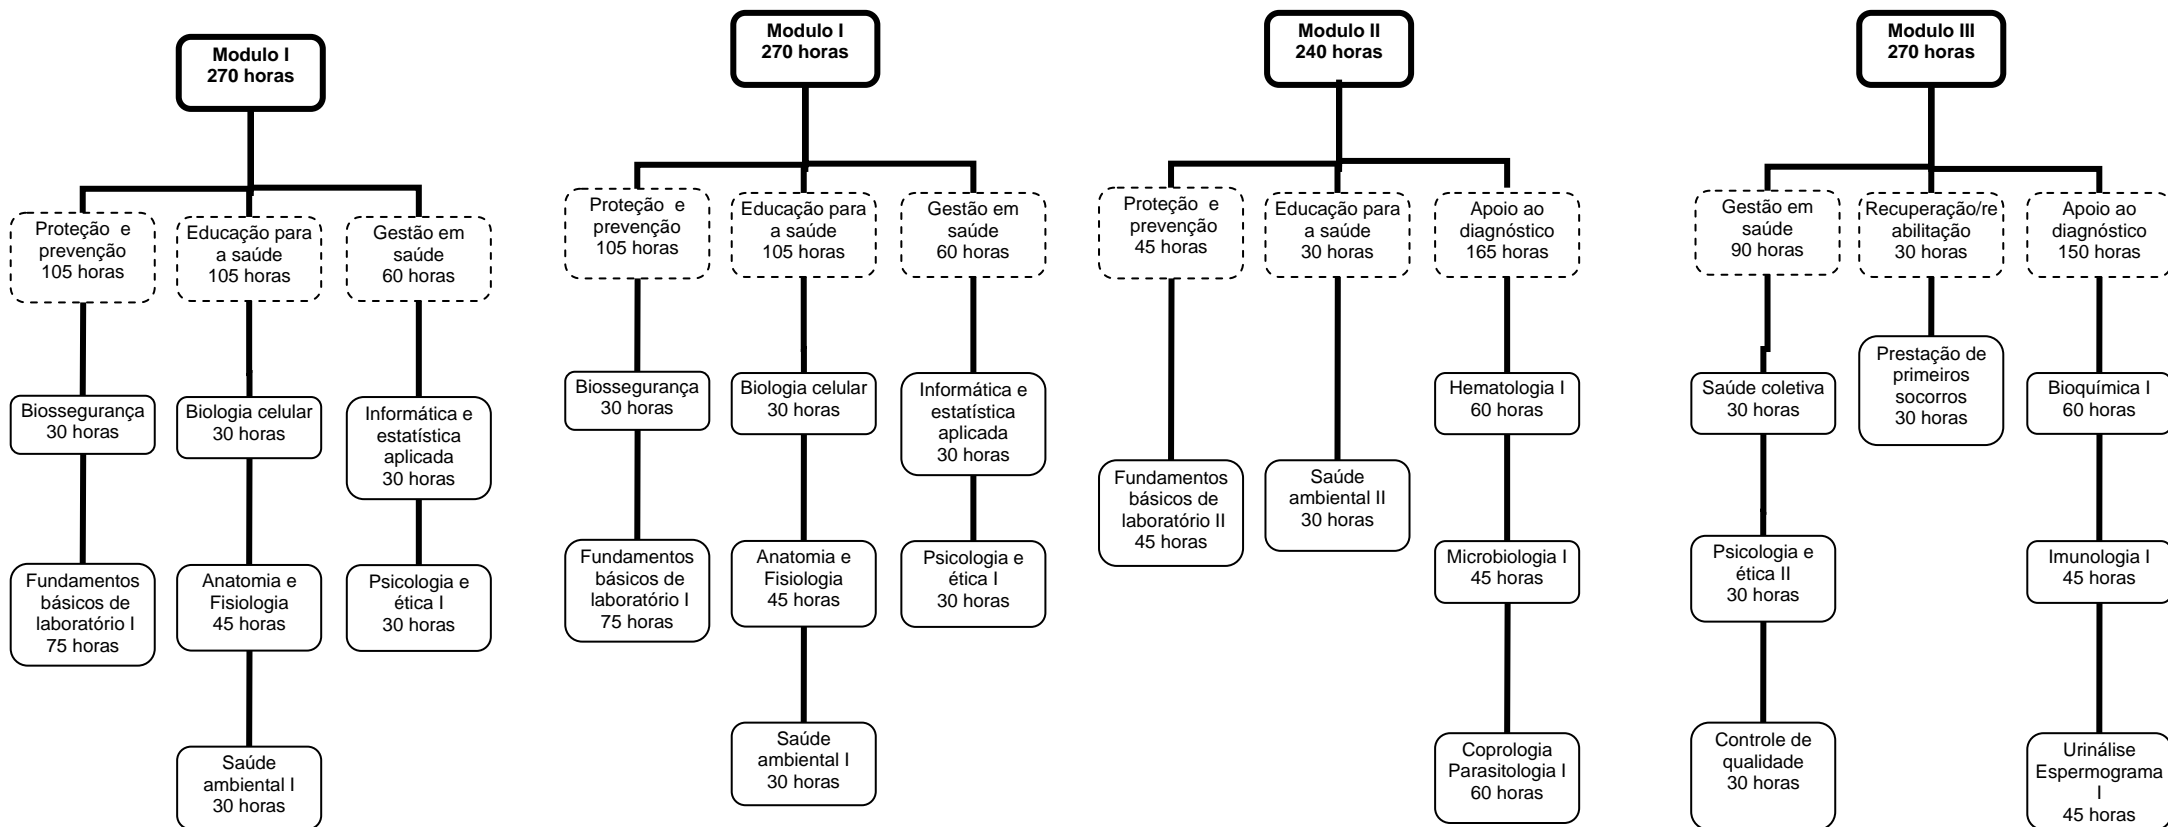 Modulo I
270 horas
Proteção e
prevenção
105 horas
Educação para
a saúde
105 horas
Gestão em
saúde
60 horas
Biossegurança
30 horas
Biologia celular
30 horas
Informática e
estatística
aplicada
30 horas
Fundamentos
básicos de
laboratório I
75 horas
Anatomia e
Fisiologia
45 horas
Psicologia e
ética I
30 horas
Saúde
ambiental I
30 horas
Modulo I
270 horas
Proteção e
prevenção
105 horas
Educação para
a saúde
105 horas
Gestão em
saúde
60 horas
Biossegurança
30 horas
Biologia celular
30 horas
Informática e
estatística
aplicada
30 horas
Fundamentos
básicos de
laboratório I
75 horas
Anatomia e
Fisiologia
45 horas
Psicologia e
ética I
30 horas
Saúde
ambiental I
30 horas
Modulo II
240 horas
Proteção e
prevenção
45 horas
Educação para
a saúde
30 horas
Apoio ao
diagnóstico
165 horas
Hematologia I
60 horas
Fundamentos
básicos de
laboratório II
45 horas
Saúde
ambiental II
30 horas
Microbiologia I
45 horas
Coprologia
Parasitologia I
60 horas
Modulo III
270 horas
Gestão em
saúde
90 horas
Recuperação/re
abilitação
30 horas
Apoio ao
diagnóstico
150 horas
Saúde coletiva
30 horas
Prestação de
primeiros
socorros
30 horas
Bioquímica I
60 horas
Psicologia e
ética II
30 horas
Imunologia I
45 horas
Controle de
qualidade
30 horas
Urinálise
Espermograma
I
45 horas